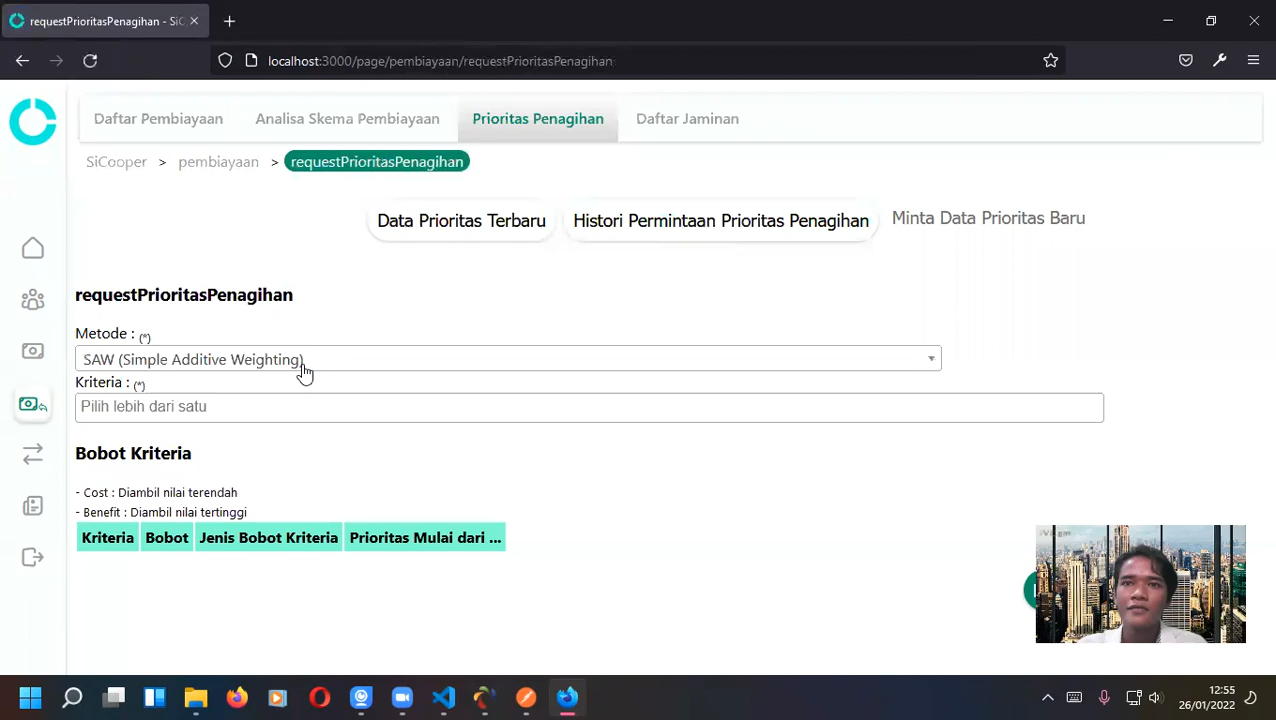 requestPrioritasPenagihan - SiC
localhost:3000/page/pembiayaan/requestPrioritasPenagihan
Daftar Pembiayaan
Analisa Skema Pembiayaan
Prioritas Penagihan
Daftar Jaminan
SiCooper > pembiayaan > requestPrioritasPenagihan
Data Prioritas Terbaru
Histori Permintaan Prioritas Penagihan
Minta Data Prioritas Baru
requestPrioritasPenagihan
Metode : (*)
SAW (Simple Additive Weighting)
Kriteria : (*)
Pilih lebih dari satu
Bobot Kriteria
- Cost : Diambil nilai terendah
- Benefit : Diambil nilai tertinggi
Kriteria Bobot Jenis Bobot Kriteria Prioritas Mulai dari ...
12:55
26/01/2022